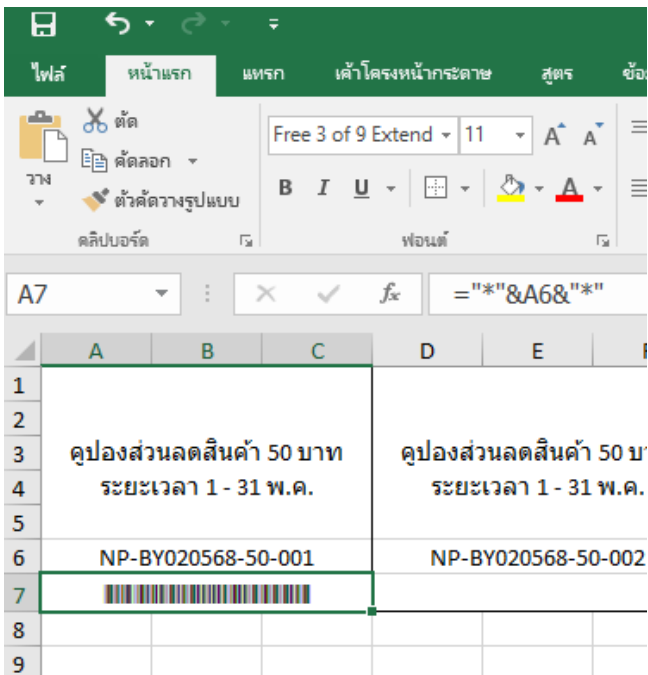 ไฟล์ หน้าแรก แทรก เค้าโครงหน้ากระดาษ สูตร
วาง
ตัด
คัดลอก
ตัวคัดวางรูปแบบ
คลิปบอร์ด
Free 3 of 9 Extend 11 A A
B I U A
ฟอนต์
A7 fx ="*"&A6&"*"
A B C D E
1
2
3 คูปองส่วนลดสินค้า 50 บาท คูปองส่วนลดสินค้า 50
4 ระยะเวลา 1 - 31 พ.ค. ระยะเวลา 1 - 31 พ.ค.
5
6 NP-BY020568-50-001 NP-BY020568-50-002
7
8
9